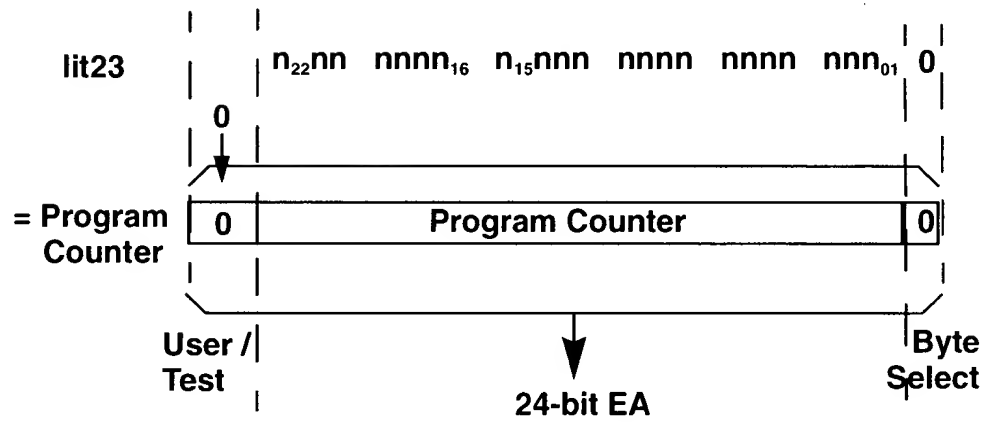 lit23 n₂₂nn nnnn₁₆ n₁₅nnn nnnn nnnn nnn₀₁ 0
0
= Program Counter 0 Program Counter 0
User / Test
Byte Select
24-bit EA